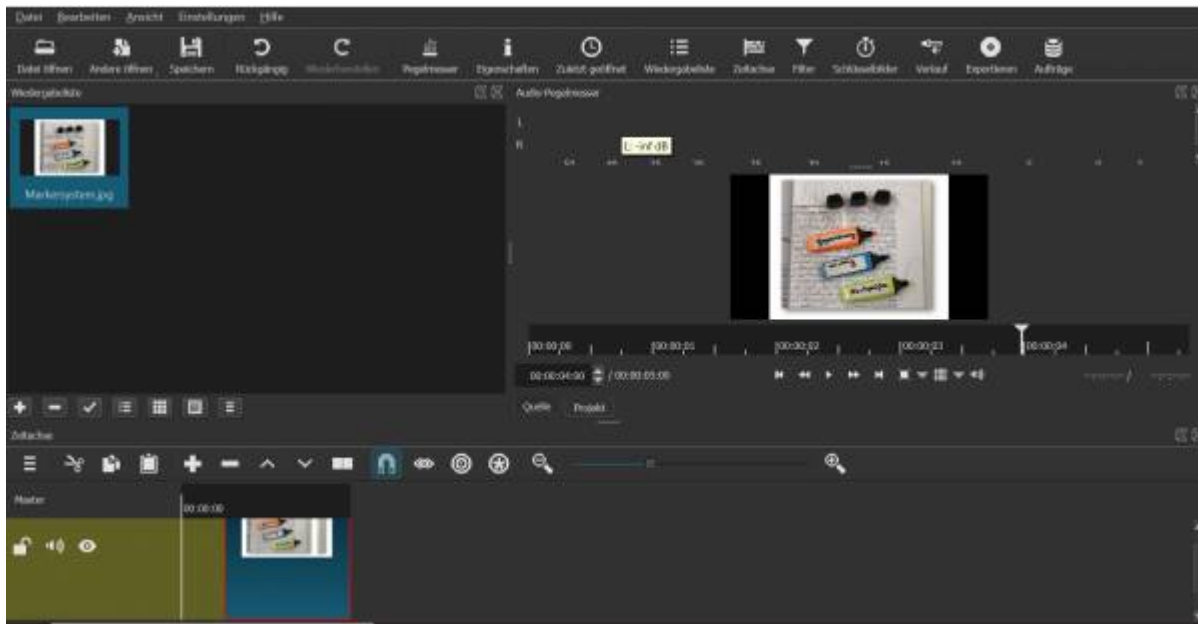 Datei Bearbeiten Ansicht Einstellungen Hilfe
Datei öffnen Andere öffnen Speichern Rückgängig Wiederherstellen Pegelmesser Eigenschaften Zuletzt geöffnet Wiedergabeliste Zeitachse Filter Schlüsselbilder Verlauf Exportieren Aufträge
Wiedergabeliste
Audio-Pegelmesser
L
R
L: -inf dB
Markersystem.jpg
00:00:00 00:00:01 00:00:02 00:00:03 00:00:04
00:00:04:00 / 00:00:05:00
Quelle Projekt
Zeitachse
Master
00:00:00